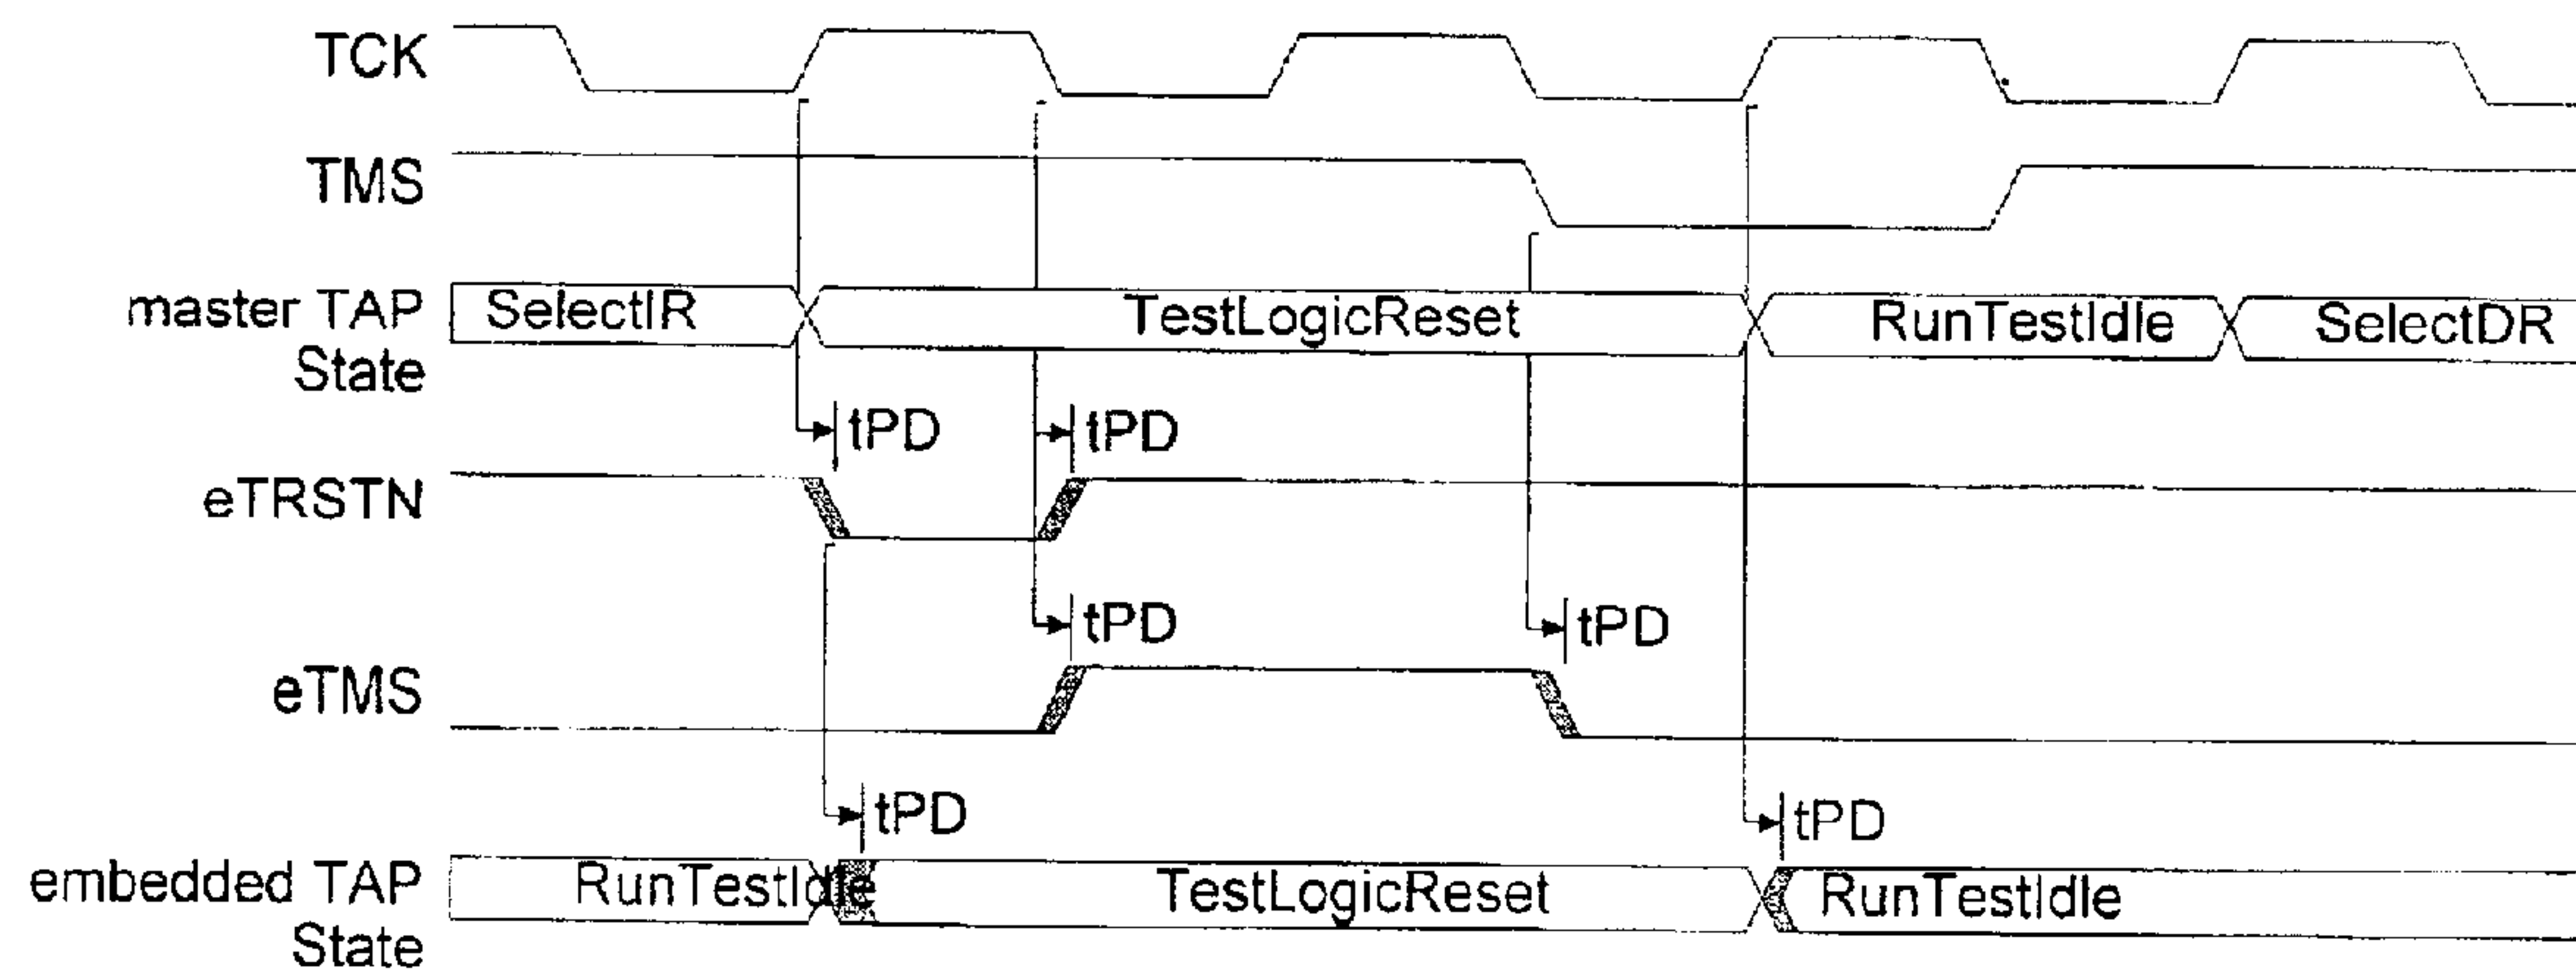 TCK
TMS
master TAP
State
SelectIR
TestLogicReset
RunTestIdle
SelectDR
tPD
tPD
eTRSTN
tPD
tPD
eTMS
tPD
tPD
embedded TAP
State
RunTestIdle
TestLogicReset
RunTestIdle